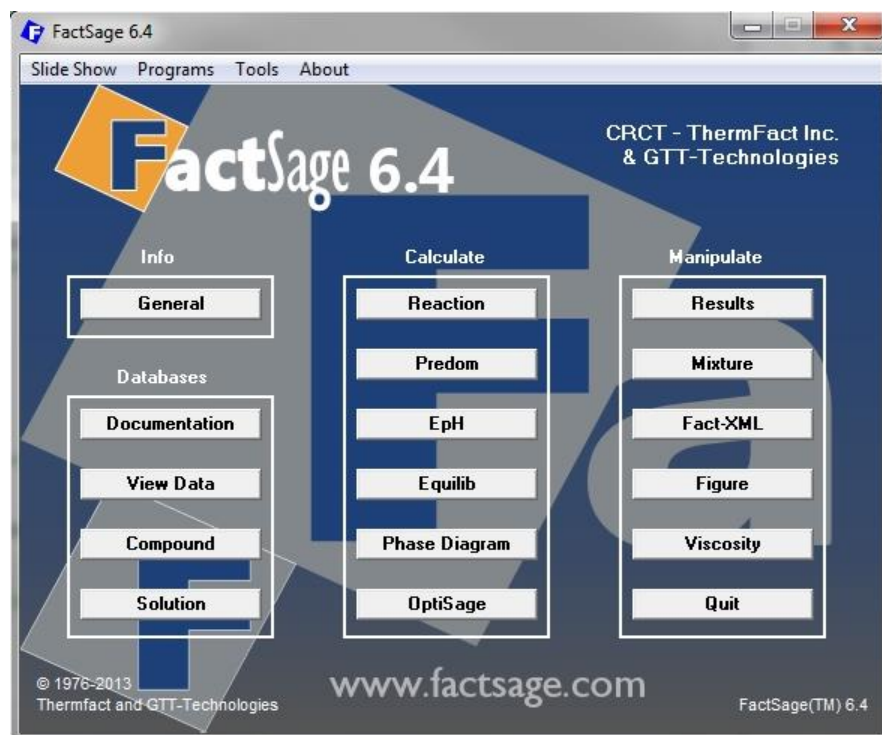 FactSage 6.4
Slide Show Programs Tools About
FactSage 6.4
CRCT - ThermFact Inc.
& GTT-Technologies
Info
General
Databases
Documentation
View Data
Compound
Solution
Calculate
Reaction
Predom
EpH
Equilib
Phase Diagram
OptiSage
Manipulate
Results
Mixture
Fact-XML
Figure
Viscosity
Quit
© 1976-2013
Thermfact and GTT-Technologies
www.factsage.com
FactSage(TM) 6.4